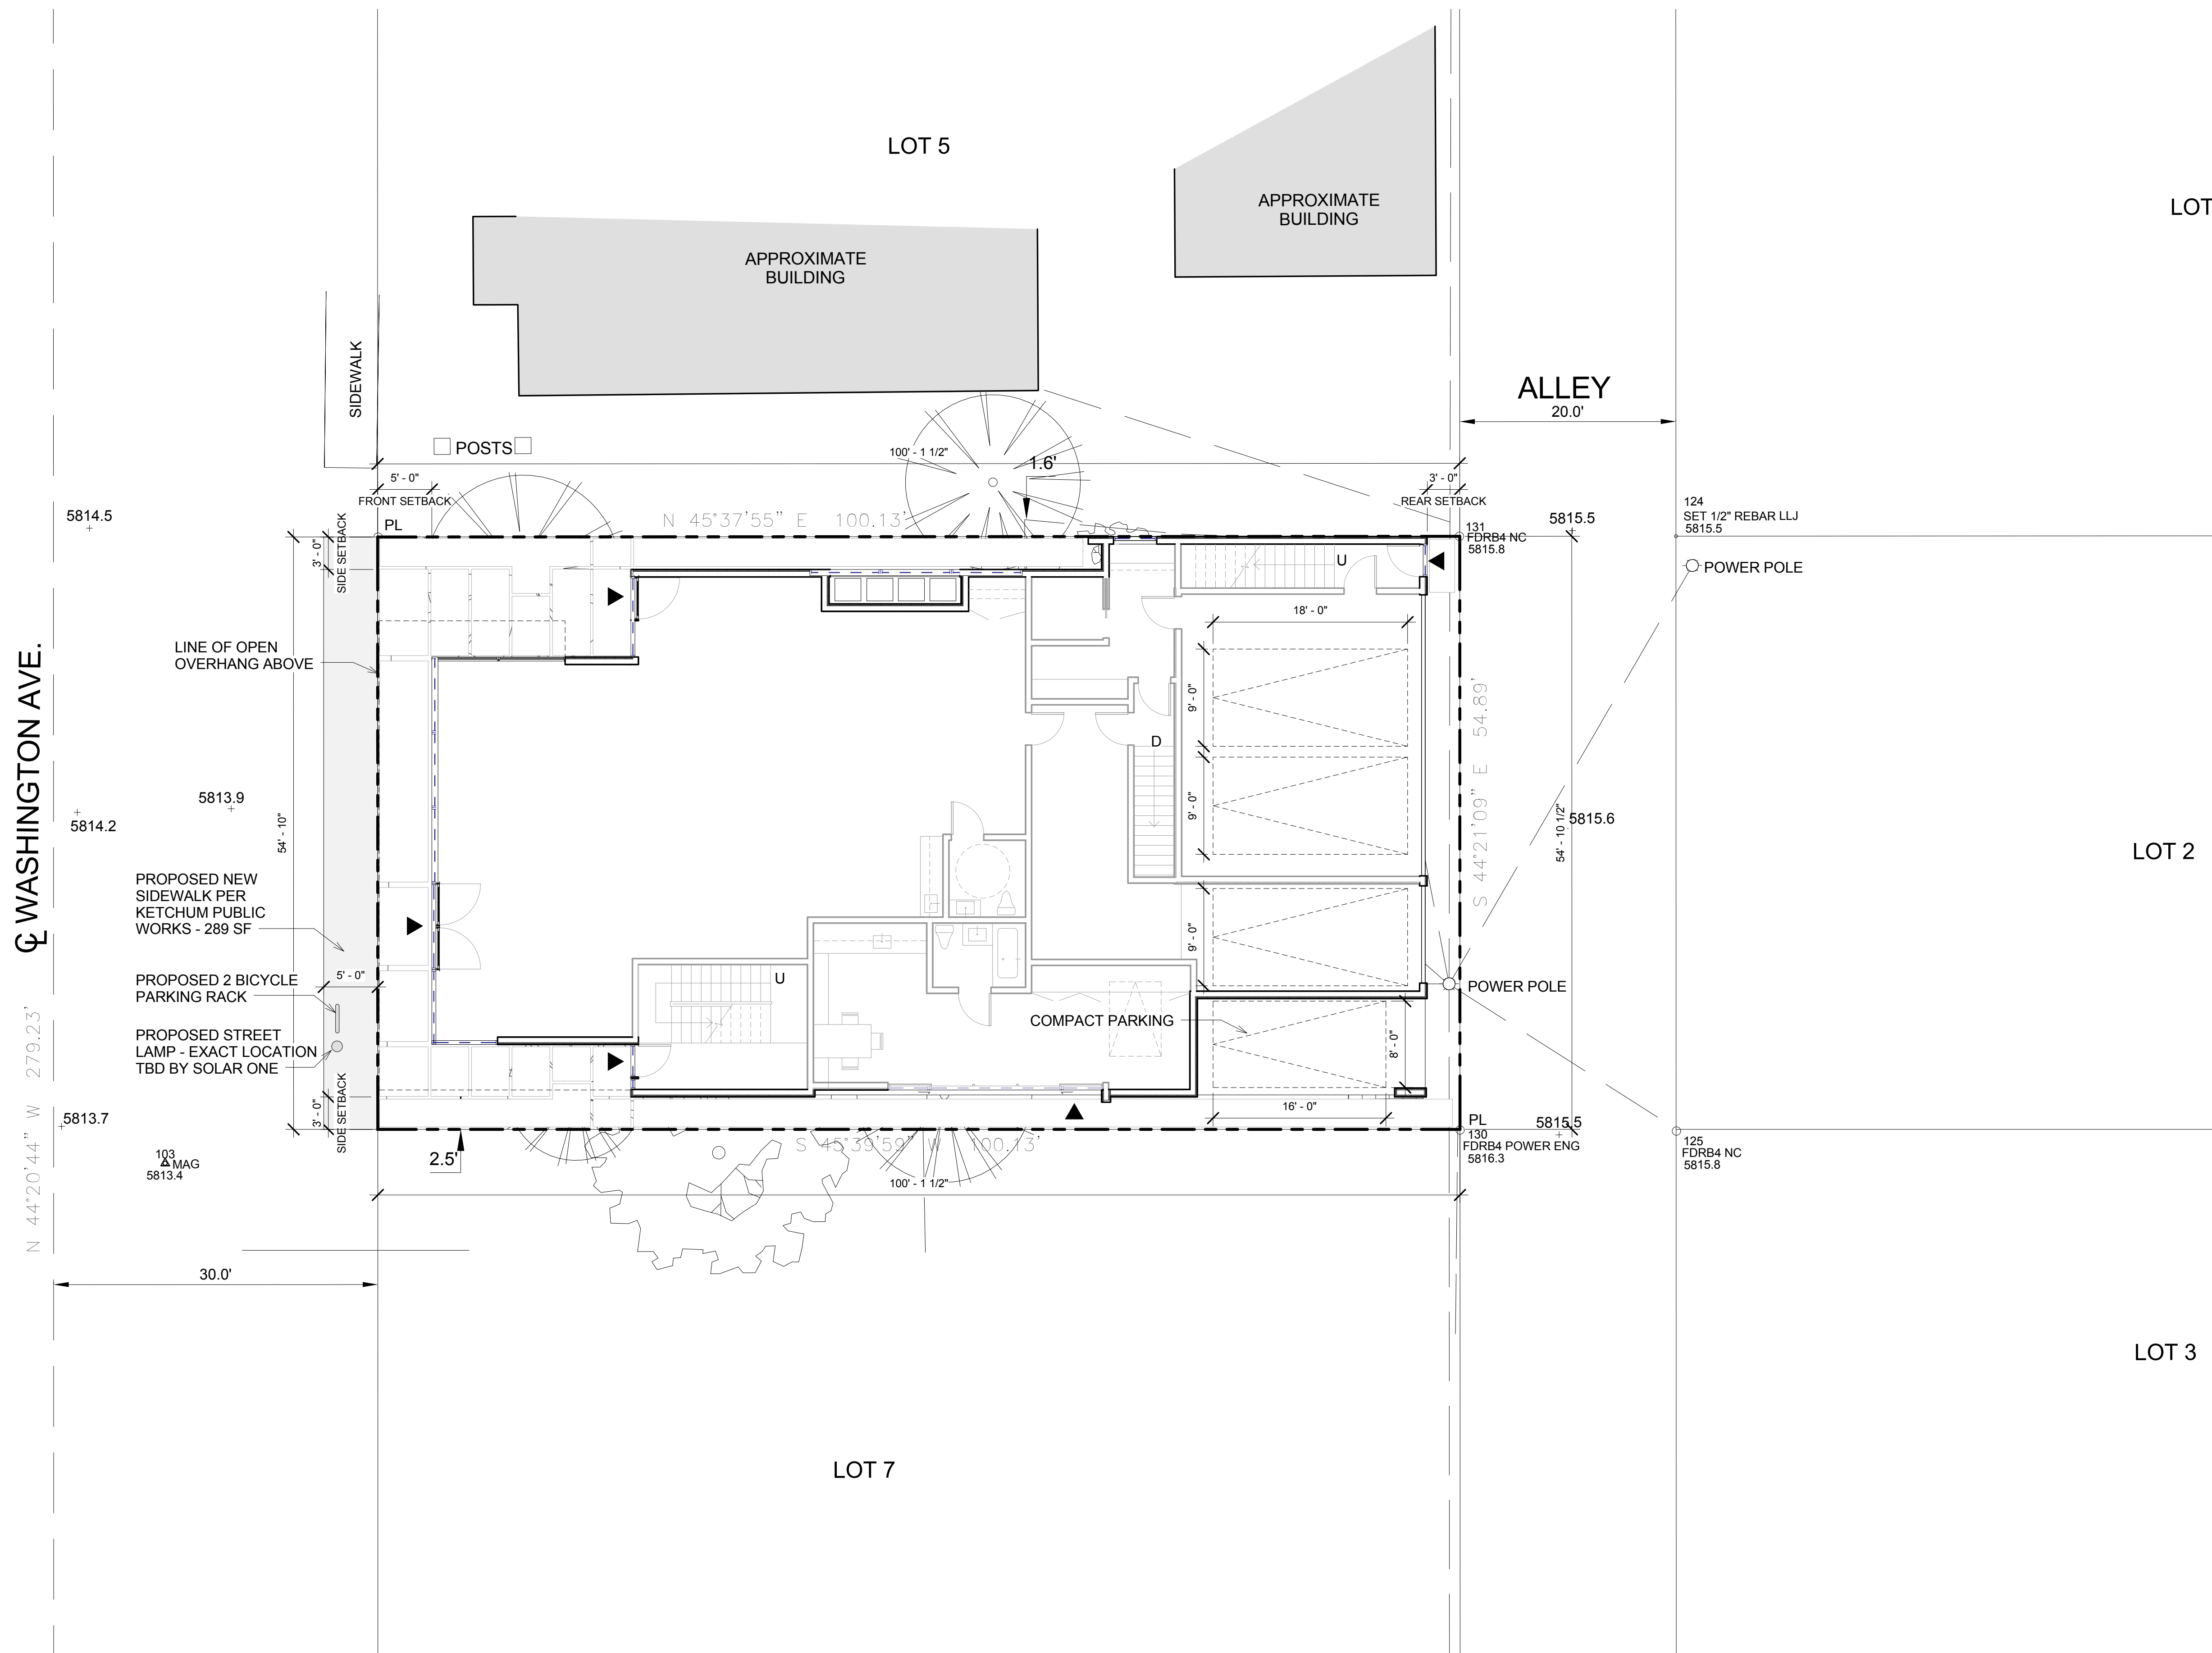 LOT 5
APPROXIMATE
BUILDING
LOT
APPROXIMATE
BUILDING
SIDEWALK
ALLEY
20.0'
POSTS
100' - 1 1/2"
1.6'
5' - 0"
FRONT SETBACK
3' - 0"
REAR SETBACK
5814.5
PL
N 45°37'55" E 100.13'
131
FDRB4 NC
5815.8
5815.5
124
SET 1/2" REBAR LLJ
5815.5
POWER POLE
3' - 0"
SIDE SETBACK
U
18' - 0"
LINE OF OPEN
OVERHANG ABOVE
9' - 0"
D
9' - 0"
℄ WASHINGTON AVE.
5813.9
5814.2
54' - 10"
S 44°21'09" E 54.89'
54' - 10 1/2"
5815.6
LOT 2
PROPOSED NEW
SIDEWALK PER
KETCHUM PUBLIC
WORKS - 289 SF
9' - 0"
5' - 0"
PROPOSED 2 BICYCLE
PARKING RACK
U
POWER POLE
COMPACT PARKING
8' - 0"
PROPOSED STREET
LAMP - EXACT LOCATION
TBD BY SOLAR ONE
N 44°20'44" W 279.23'
3' - 0"
SIDE SETBACK
16' - 0"
5813.7
PL
130
FDRB4 POWER ENG
5816.3
5815.5
125
FDRB4 NC
5815.8
103
MAG
5813.4
2.5'
S 45°39'59" W 100.13'
100' - 1 1/2"
30.0'
LOT 3
LOT 7